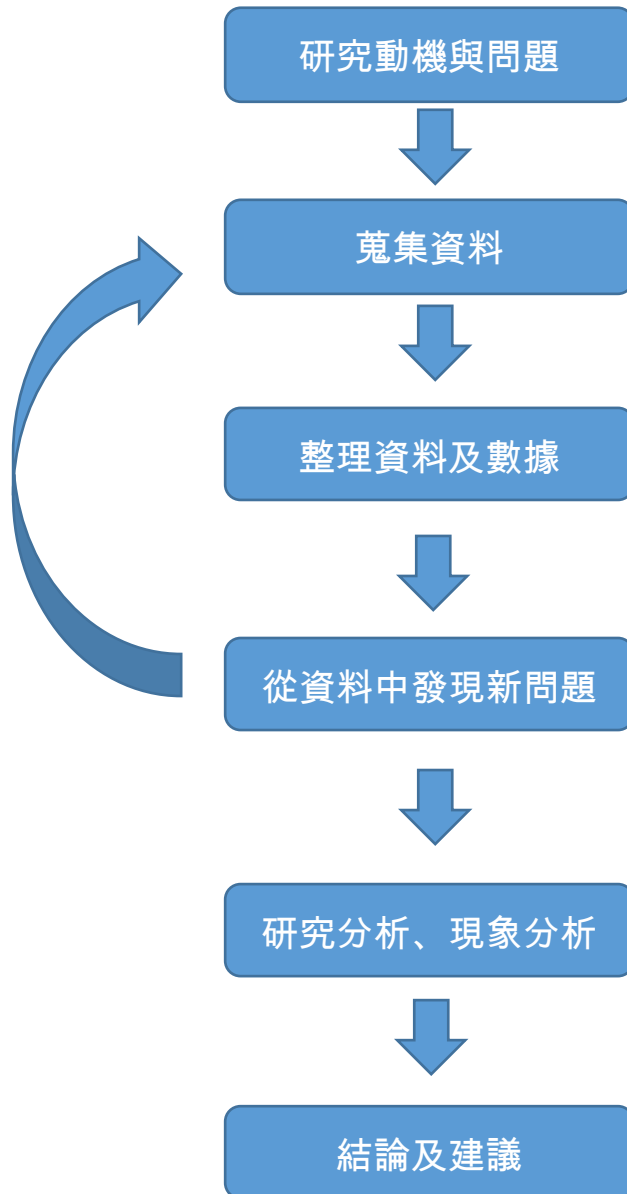 研究動機與問題
蒐集資料
整理資料及數據
從資料中發現新問題
研究分析、現象分析
結論及建議